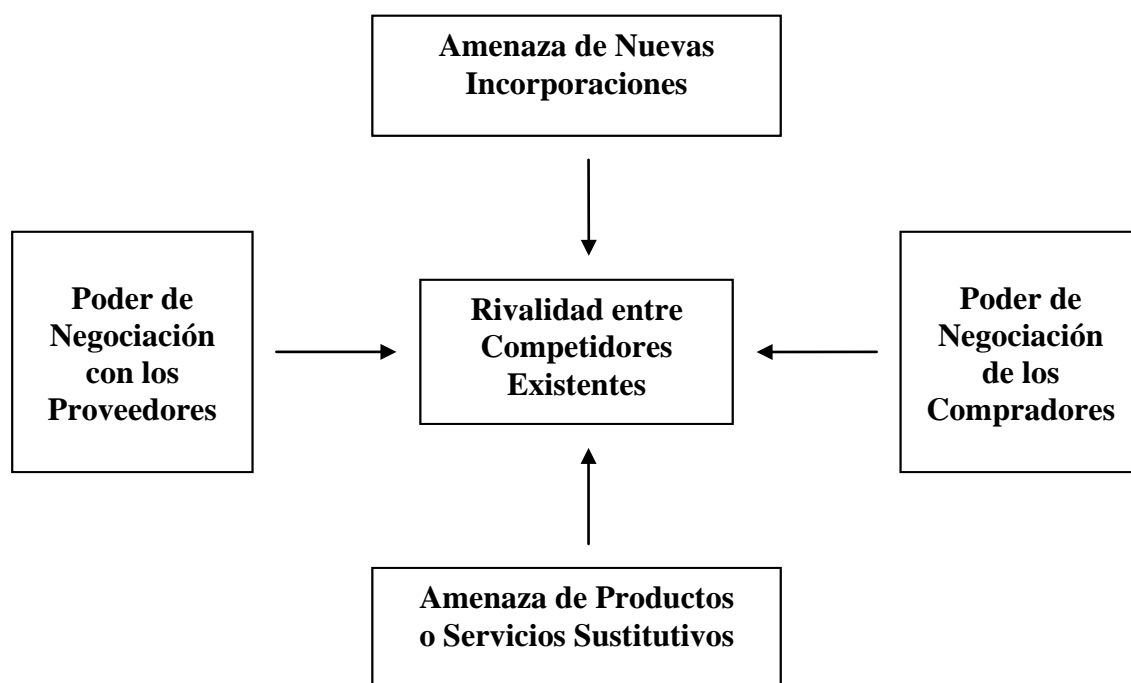 Amenaza de Nuevas
Incorporaciones
Poder de
Negociación
con los
Proveedores
Rivalidad entre
Competidores
Existentes
Poder de
Negociación
de los
Compradores
Amenaza de Productos
o Servicios Sustitutivos